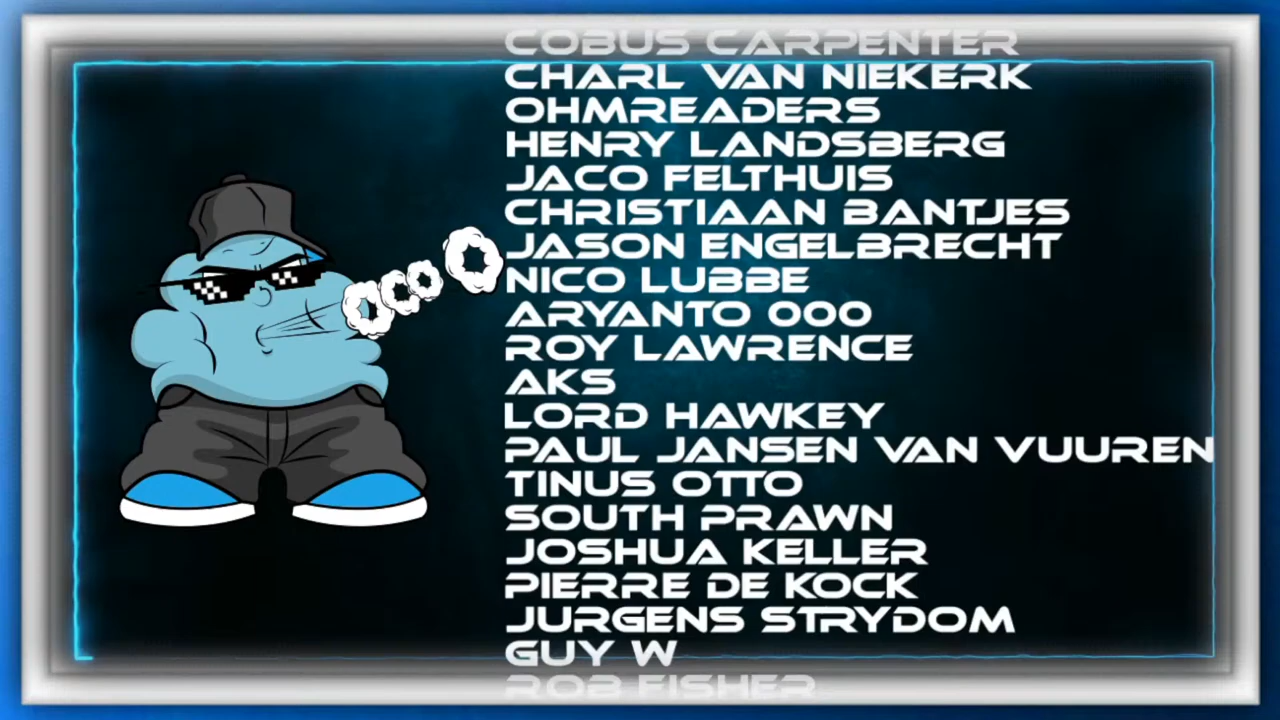 COBUS CARPENTER
CHARL VAN NIEKERK
OHMREADERS
HENRY LANDSBERG
JACO FELTHUIS
CHRISTIAAN BANTJES
JASON ENGELBRECHT
NICO LUBBE
ARYANTO OOO
ROY LAWRENCE
AKS
LORD HAWKEY
PAUL JANSEN VAN VUUREN
TINUS OTTO
SOUTH PRAWN
JOSHUA KELLER
PIERRE DE KOCK
JURGENS STRYDOM
GUY W
ROB FISHER